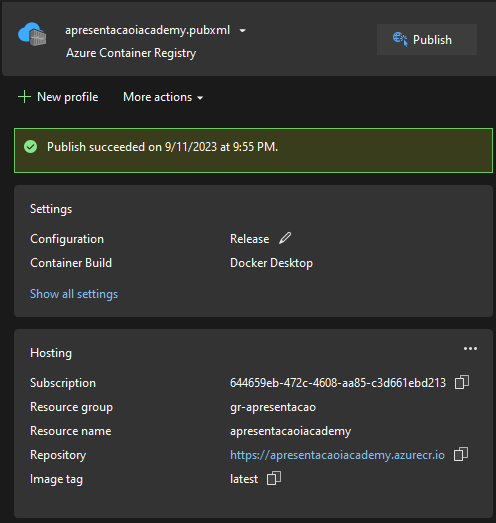 apresentacaoiacademy.pubxml
Azure Container Registry
Publish
New profile
More actions
Publish succeeded on 9/11/2023 at 9:55 PM.
Settings
Configuration Release
Container Build Docker Desktop
Show all settings
Hosting
Subscription 644659eb-472c-4608-aa85-c3d661ebd213
Resource group gr-apresentacao
Resource name apresentacaoiacademy
Repository https://apresentacaoiacademy.azurecr.io
Image tag latest